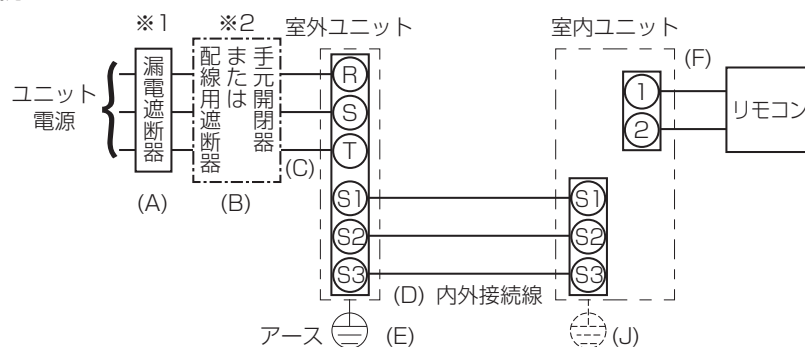 ※1
※2
室外ユニット
室内ユニット
ユニット
電源
漏電遮断器
手元開閉器
または
配線用遮断器
(A)
(B)
(C)
R
S
T
S1
S2
S3
(D) 内外接続線
アース
(E)
1
2
(F)
リモコン
S1
S2
S3
(J)